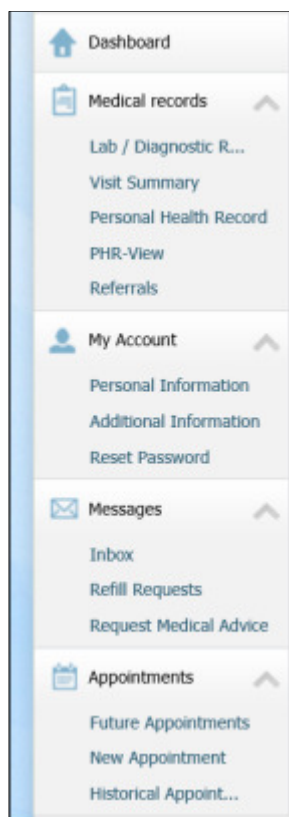 Dashboard
Medical records
Lab / Diagnostic R...
Visit Summary
Personal Health Record
PHR-View
Referrals
My Account
Personal Information
Additional Information
Reset Password
Messages
Inbox
Refill Requests
Request Medical Advice
Appointments
Future Appointments
New Appointment
Historical Appoint...